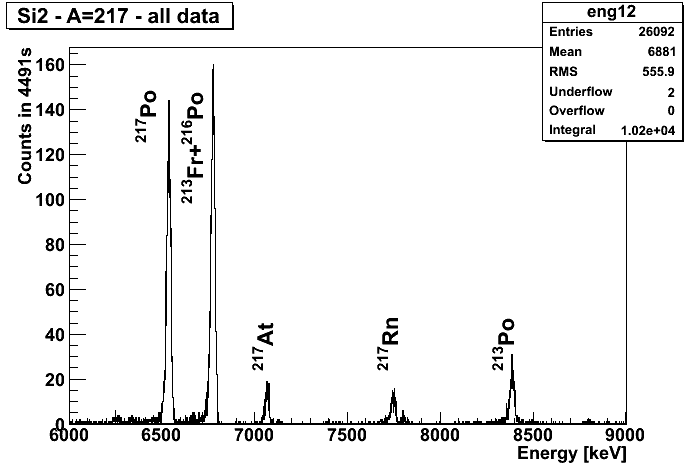 Si2 - A=217 - all data
eng12
Entries 26092
Mean 6881
RMS 555.9
Underflow 2
Overflow 0
Integral 1.02e+04
Counts in 4491s
160
140
120
100
80
60
40
20
0
217Po
213Fr+216Po
217At
217Rn
213Po
6000 6500 7000 7500 8000 8500 9000
Energy [keV]